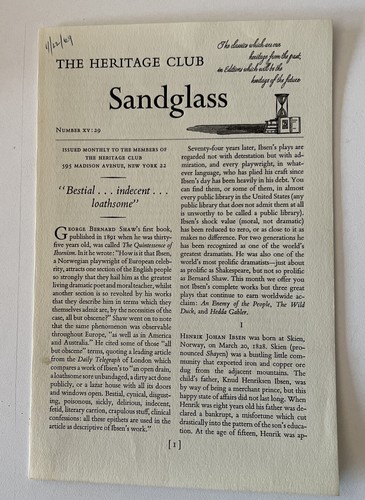 4/22/69
The classics which are our
heritage from the past,
in Editions which will be the
heritage of the future
THE HERITAGE CLUB
Sandglass
NUMBER XV:29
ISSUED MONTHLY TO THE MEMBERS OF
THE HERITAGE CLUB
595 MADISON AVENUE, NEW YORK 22
"Bestial . . . indecent . . .
loathsome"
GEORGE BERNARD SHAW'S first book,
published in 1891 when he was thirty-
five years old, was called The Quintessence of
Ibsenism. In it he wrote: "How is it that Ibsen,
a Norwegian playwright of European celeb-
rity, attracts one section of the English people
so strongly that they hail him as the greatest
living dramatic poet and moral teacher, whilst
another section is so revolted by his works
that they describe him in terms which they
themselves admit are, by the necessities of the
case, all but obscene?" Shaw went on to note
that the same phenomenon was observable
throughout Europe, "as well as in America
and Australia." He cited some of those "all
but obscene" terms, quoting a leading article
from the Daily Telegraph of London which
compares a work of Ibsen's to "an open drain,
a loathsome sore unbandaged, a dirty act done
publicly, or a lazar house with all its doors
and windows open. Bestial, cynical, disgust-
ing, poisonous, sickly, delirious, indecent,
fetid, literary carrion, crapulous stuff, clinical
confessions: all these epithets are used in the
article as descriptive of Ibsen's work."
Seventy-four years later, Ibsen's plays are
regarded not with detestation but with adm-
iration, and every playwright, in what-
ever language, who has plied his craft since
Ibsen's day has been heavily in his debt. You
can find them, or some of them, in almost
every public library in the United States (any
public library that does not admit them at all
is unworthy to be called a public library).
Ibsen's shock value (moral, not dramatic)
has been reduced to zero, or as close to it as
makes no difference. For two generations he
has been recognized as one of the world's
greatest dramatists. He was also one of the
world's most prolific dramatists—just about
as prolific as Shakespeare, but not so prolific
as Bernard Shaw. This month we offer you
not Ibsen's complete works but three great
plays that continue to earn worldwide ac-
claim: An Enemy of the People, The Wild
Duck, and Hedda Gabler.
I
HENRIK JOHAN IBSEN was born at Skien,
Norway, on March 20, 1828. Skien (pro-
nounced Shayen) was a bustling little com-
munity that exported iron and copper ore
dug from the adjacent mountains. The
child's father, Knud Henriksen Ibsen, was
by way of being a merchant prince, but this
happy state of affairs did not last long. When
Henrik was eight years old his father was de-
clared a bankrupt, a misfortune which cut
drastically into the pattern of his son's educa-
tion. At the age of fifteen, Henrik was ap-
[1]